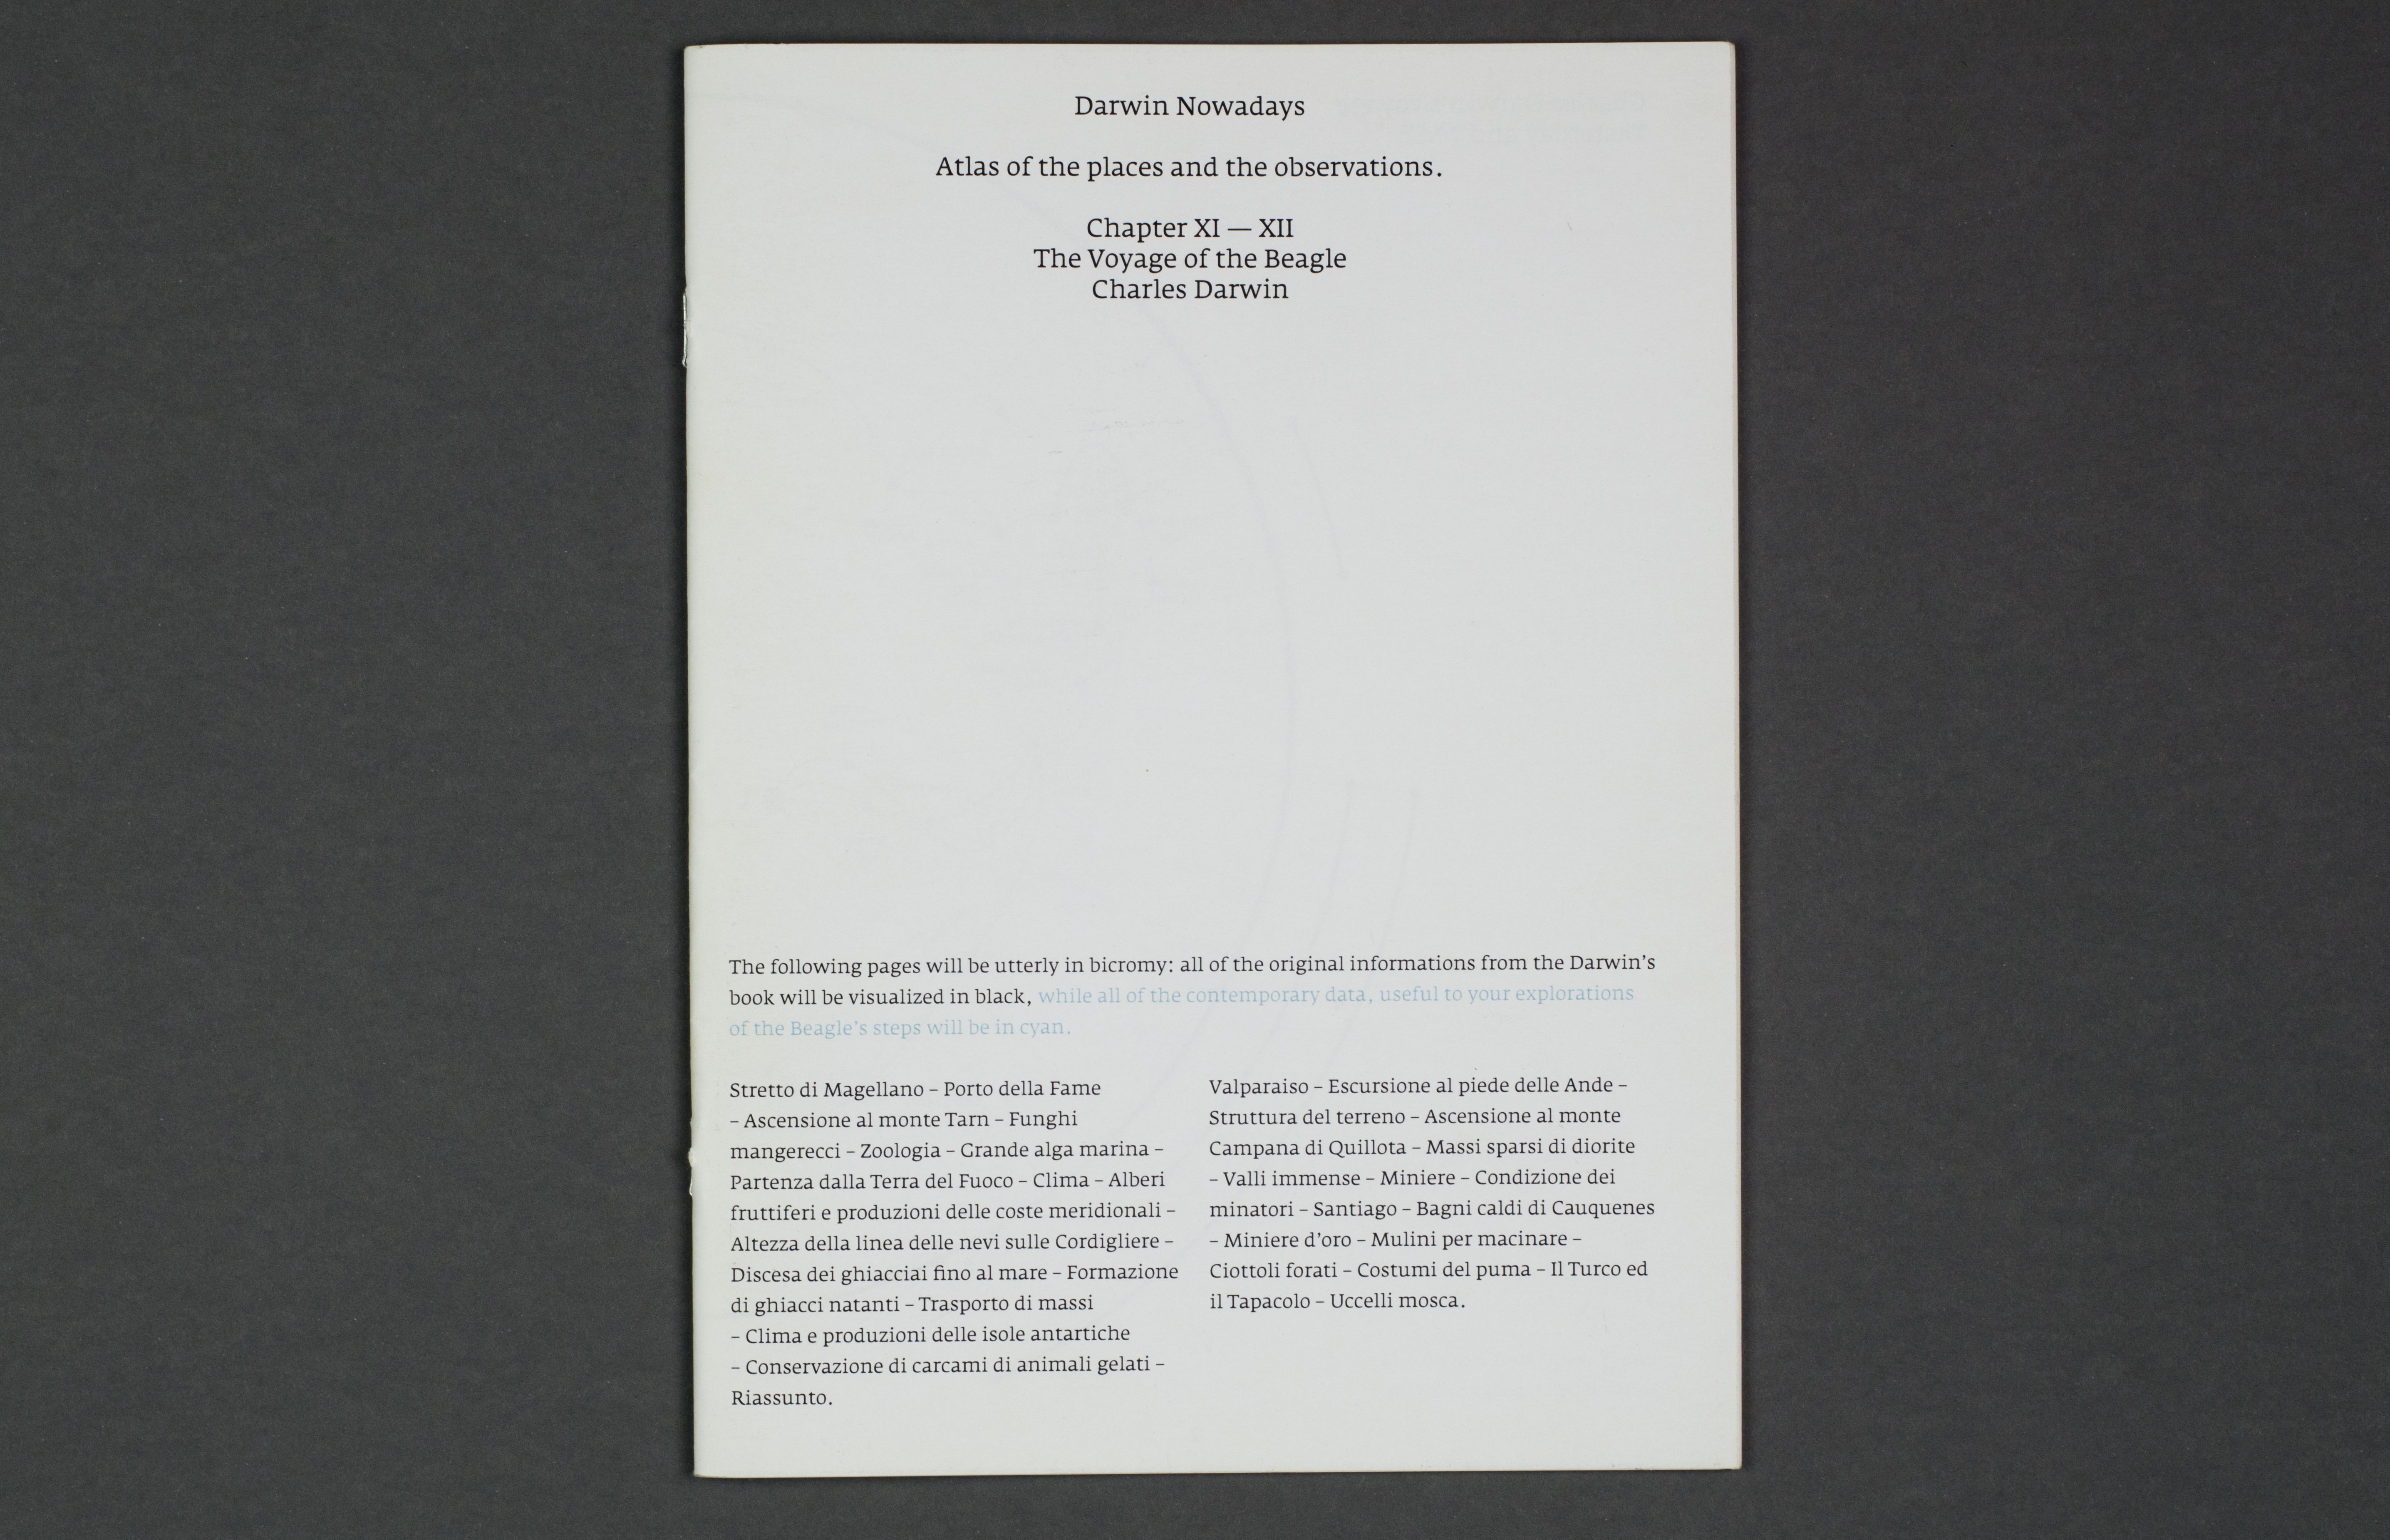 Darwin Nowadays
Atlas of the places and the observations.
Chapter XI — XII
The Voyage of the Beagle
Charles Darwin
The following pages will be utterly in bicromy: all of the original informations from the Darwin's
book will be visualized in black, while all of the contemporary data, useful to your explorations
of the Beagle's steps will be in cyan.
Stretto di Magellano – Porto della Fame
– Ascensione al monte Tarn – Funghi
mangerecci – Zoologia – Grande alga marina –
Partenza dalla Terra del Fuoco – Clima – Alberi
fruttiferi e produzioni delle coste meridionali –
Altezza della linea delle nevi sulle Cordigliere –
Discesa dei ghiacciai fino al mare – Formazione
di ghiacci natanti – Trasporto di massi
– Clima e produzioni delle isole antartiche
– Conservazione di carcami di animali gelati –
Riassunto.
Valparaiso – Escursione al piede delle Ande –
Struttura del terreno – Ascensione al monte
Campana di Quillota – Massi sparsi di diorite
– Valli immense – Miniere – Condizione dei
minatori – Santiago – Bagni caldi di Cauquenes
– Miniere d'oro – Mulini per macinare –
Ciottoli forati – Costumi del puma – Il Turco ed
il Tapacolo – Uccelli mosca.